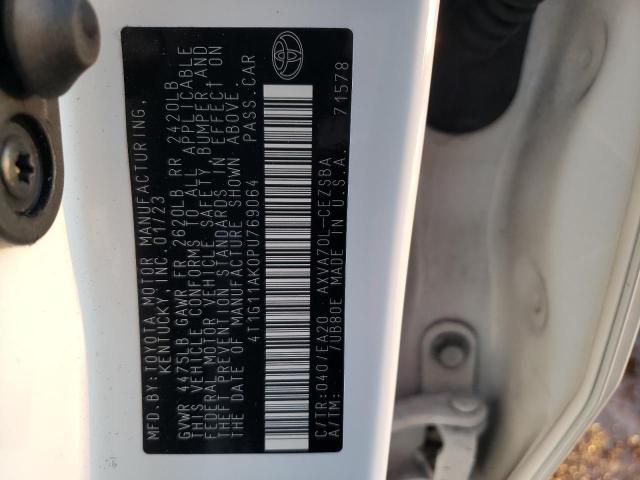 MFD.BY:TOYOTA MOTOR MANUFACTURING,
KENTUCKY, INC. 01/23
GVWR 4475LB GAWR FR 2620LB RR 2420LB
THIS VEHICLE CONFORMS TO ALL APPLICABLE
FEDERAL MOTOR VEHICLE SAFETY, BUMPER AND
THEFT PREVENTION STANDARDS IN EFFECT ON
THE DATE OF MANUFACTURE SHOWN ABOVE.
4T1G11AK0PU769064 PASS.CAR
C/TR:040/EA20 AXVA70L-CEZSBA
A/TM: /UB80E MADE IN U.S.A. 71578